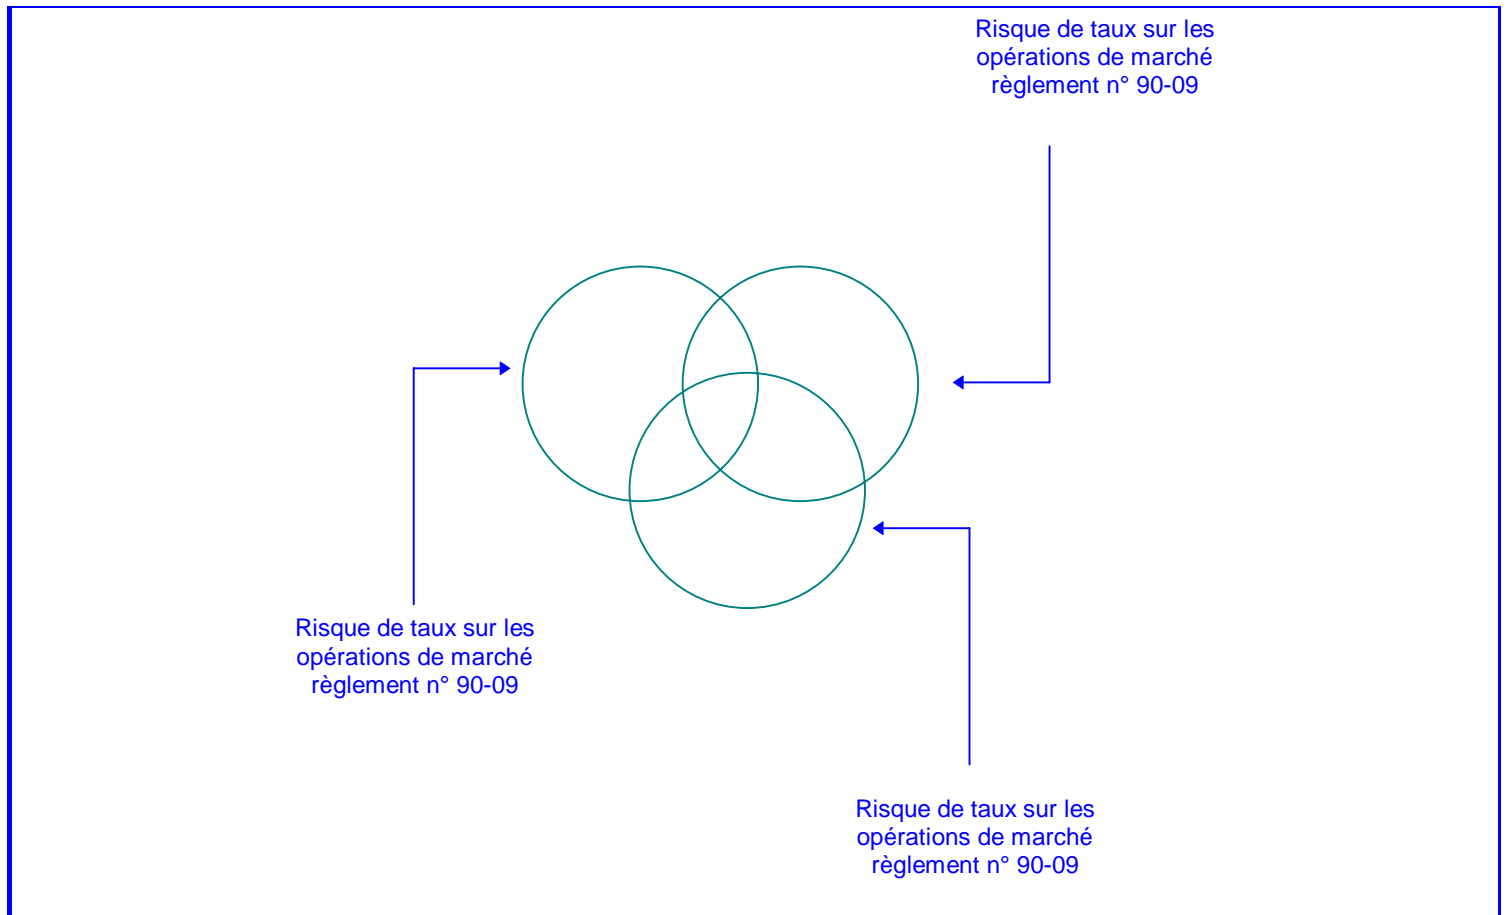 Risque de taux sur les
opérations de marché
règlement n° 90-09
Risque de taux sur les
opérations de marché
règlement n° 90-09
Risque de taux sur les
opérations de marché
règlement n° 90-09